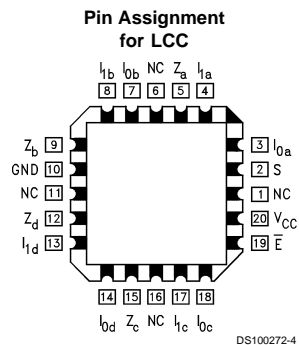 Pin Assignment
for LCC
I1b I0b NC Za I1a
8 7 6 5 4
Zb 9
GND 10
NC 11
Zd 12
I1d 13
3 I0a
2 S
1 NC
20 VCC
19 E̅
14 15 16 17 18
I0d Zc NC I1c I0c
DS100272-4